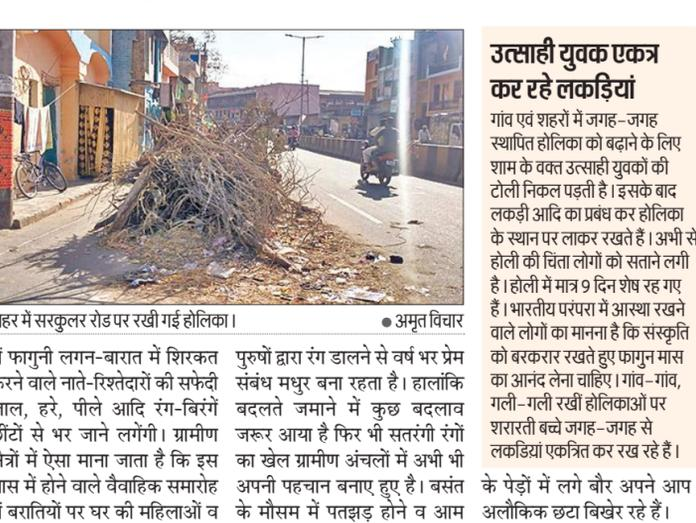 हर में सरकुलर रोड पर रखी गई होलिका।
● अमृत विचार
फागुनी लगन-बारात में शिरकत
रने वाले नाते-रिश्तेदारों की सफेदी
ाल, हरे, पीले आदि रंग-बिरंगें
ींटों से भर जाने लगेंगी। ग्रामीण
त्रों में ऐसा माना जाता है कि इस
ास में होने वाले वैवाहिक समारोह
बरातियों पर घर की महिलाओं व
पुरुषों द्वारा रंग डालने से वर्ष भर प्रेम
संबंध मधुर बना रहता है। हालांकि
बदलते जमाने में कुछ बदलाव
जरूर आया है फिर भी सतरंगी रंगों
का खेल ग्रामीण अंचलों में अभी भी
अपनी पहचान बनाए हुए है। बसंत
के मौसम में पतझड़ होने व आम
उत्साही युवक एकत्र
कर रहे लकड़ियां
गांव एवं शहरों में जगह-जगह
स्थापित होलिका को बढ़ाने के लिए
शाम के वक्त उत्साही युवकों की
टोली निकल पड़ती है। इसके बाद
लकड़ी आदि का प्रबंध कर होलिका
के स्थान पर लाकर रखते हैं। अभी से
होली की चिंता लोगों को सताने लगी
है। होली में मात्र 9 दिन शेष रह गए
हैं। भारतीय परंपरा में आस्था रखने
वाले लोगों का मानना है कि संस्कृति
को बरकरार रखते हुए फागुन मास
का आनंद लेना चाहिए। गांव-गांव,
गली-गली रखीं होलिकाओं पर
शरारती बच्चे जगह-जगह से
लकडिय़ां एकत्रित कर रख रहे हैं।
के पेड़ों में लगे बौर अपने आप
अलौकिक छटा बिखेर रहे हैं।